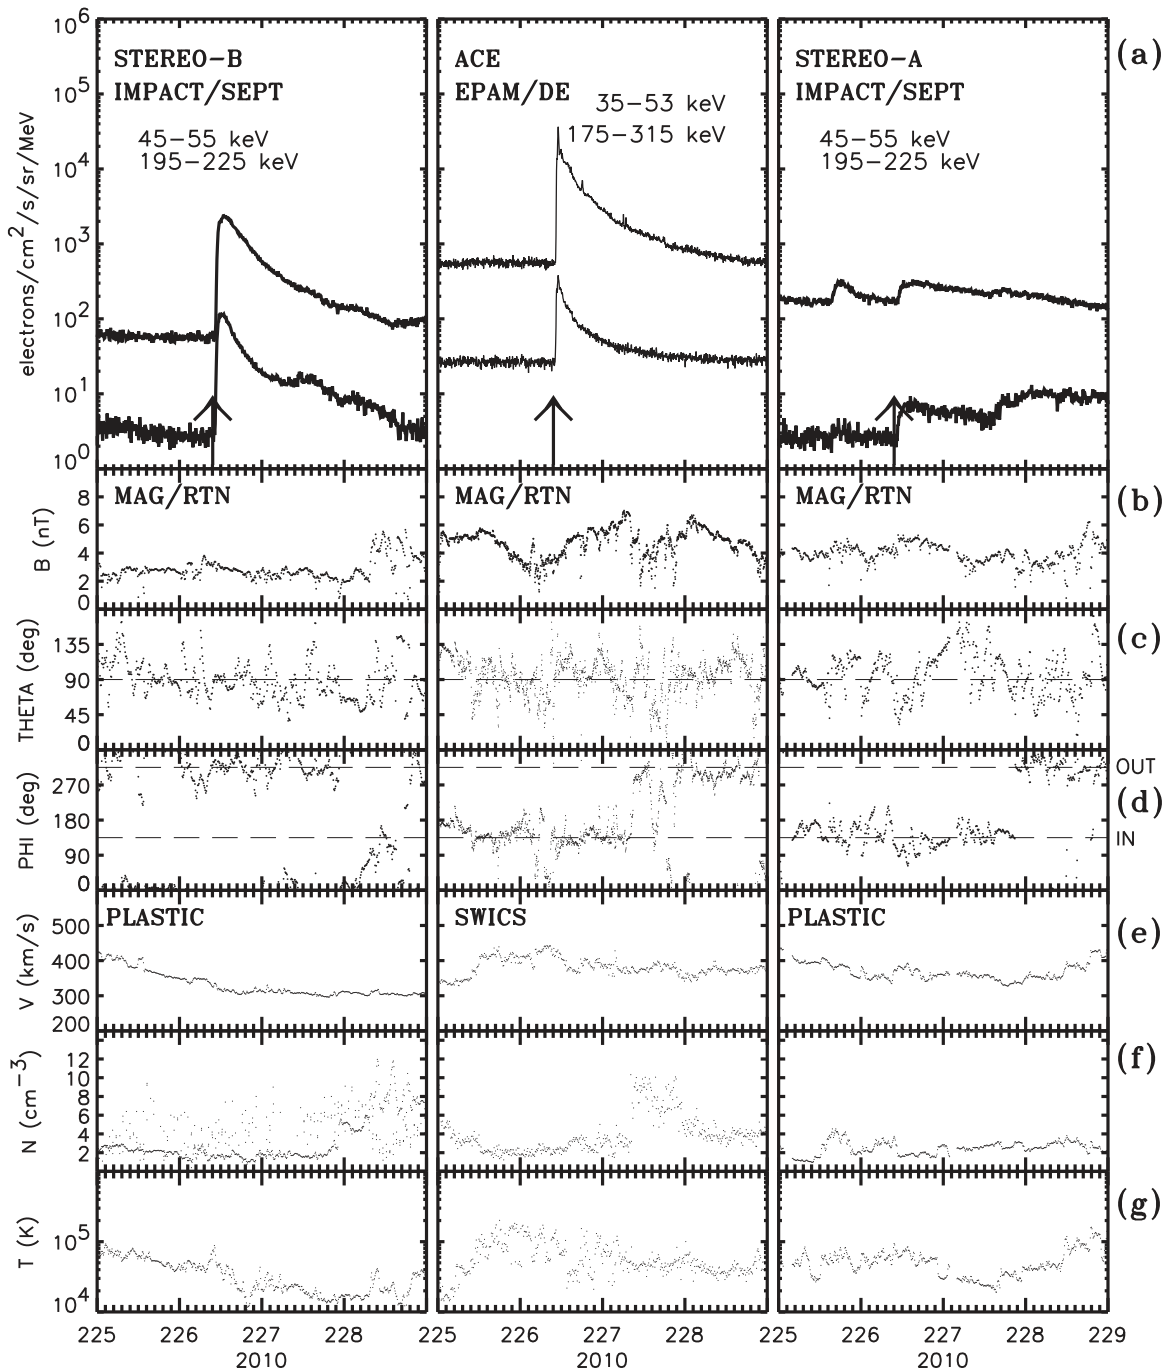 STEREO−B
IMPACT/SEPT
45−55 keV
195−225 keV
ACE
EPAM/DE
35−53 keV
175−315 keV
STEREO−A
IMPACT/SEPT
45−55 keV
195−225 keV
(a)
electrons/cm²/s/sr/MeV
10⁶
10⁵
10⁴
10³
10²
10¹
10⁰
MAG/RTN
MAG/RTN
MAG/RTN
(b)
B (nT)
8
6
4
2
0
(c)
THETA (deg)
135
90
45
0
OUT
(d)
IN
PHI (deg)
270
180
90
0
PLASTIC
SWICS
PLASTIC
(e)
V (km/s)
500
400
300
200
(f)
N (cm⁻³)
12
10
8
6
4
2
(g)
T (K)
10⁵
10⁴
225 226 227 228 225 226 227 228 225 226 227 228 229
2010 2010 2010